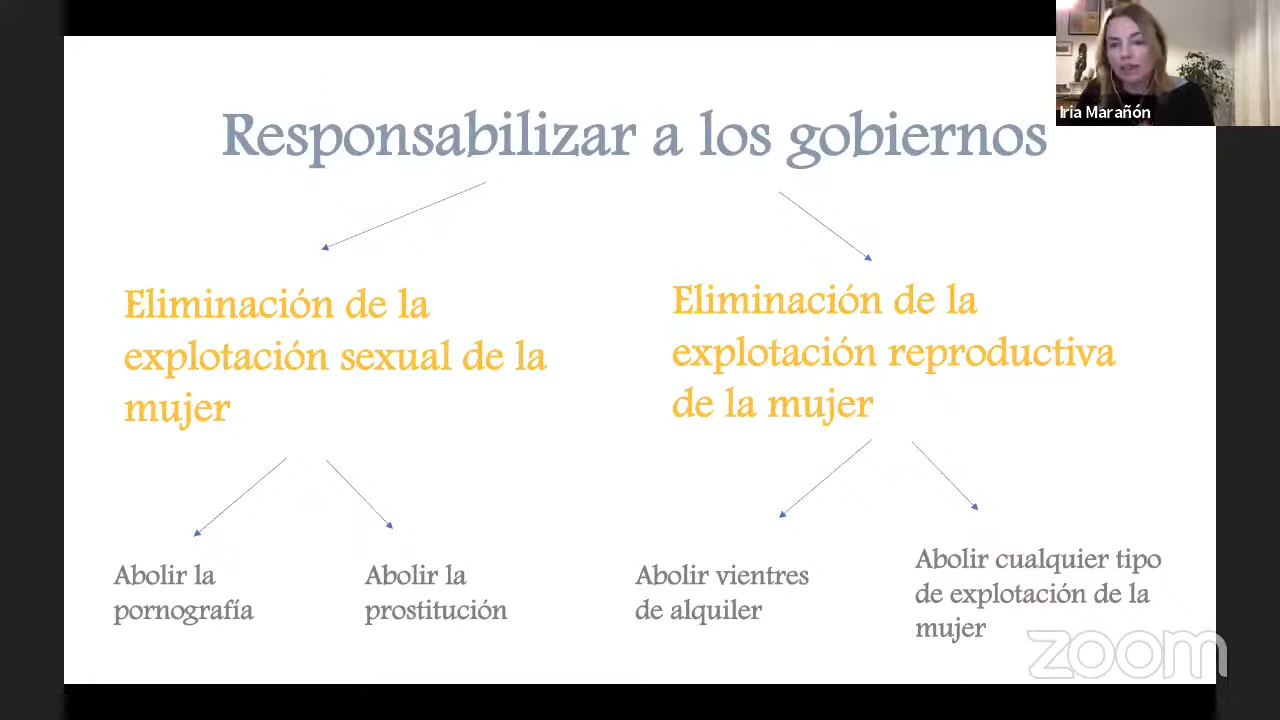 Iria Marañón
Responsabilizar a los gobiernos
Eliminación de la
explotación sexual de la
mujer
Eliminación de la
explotación reproductiva
de la mujer
Abolir la
pornografía
Abolir la
prostitución
Abolir vientres
de alquiler
Abolir cualquier tipo
de explotación de la
mujer
zoom